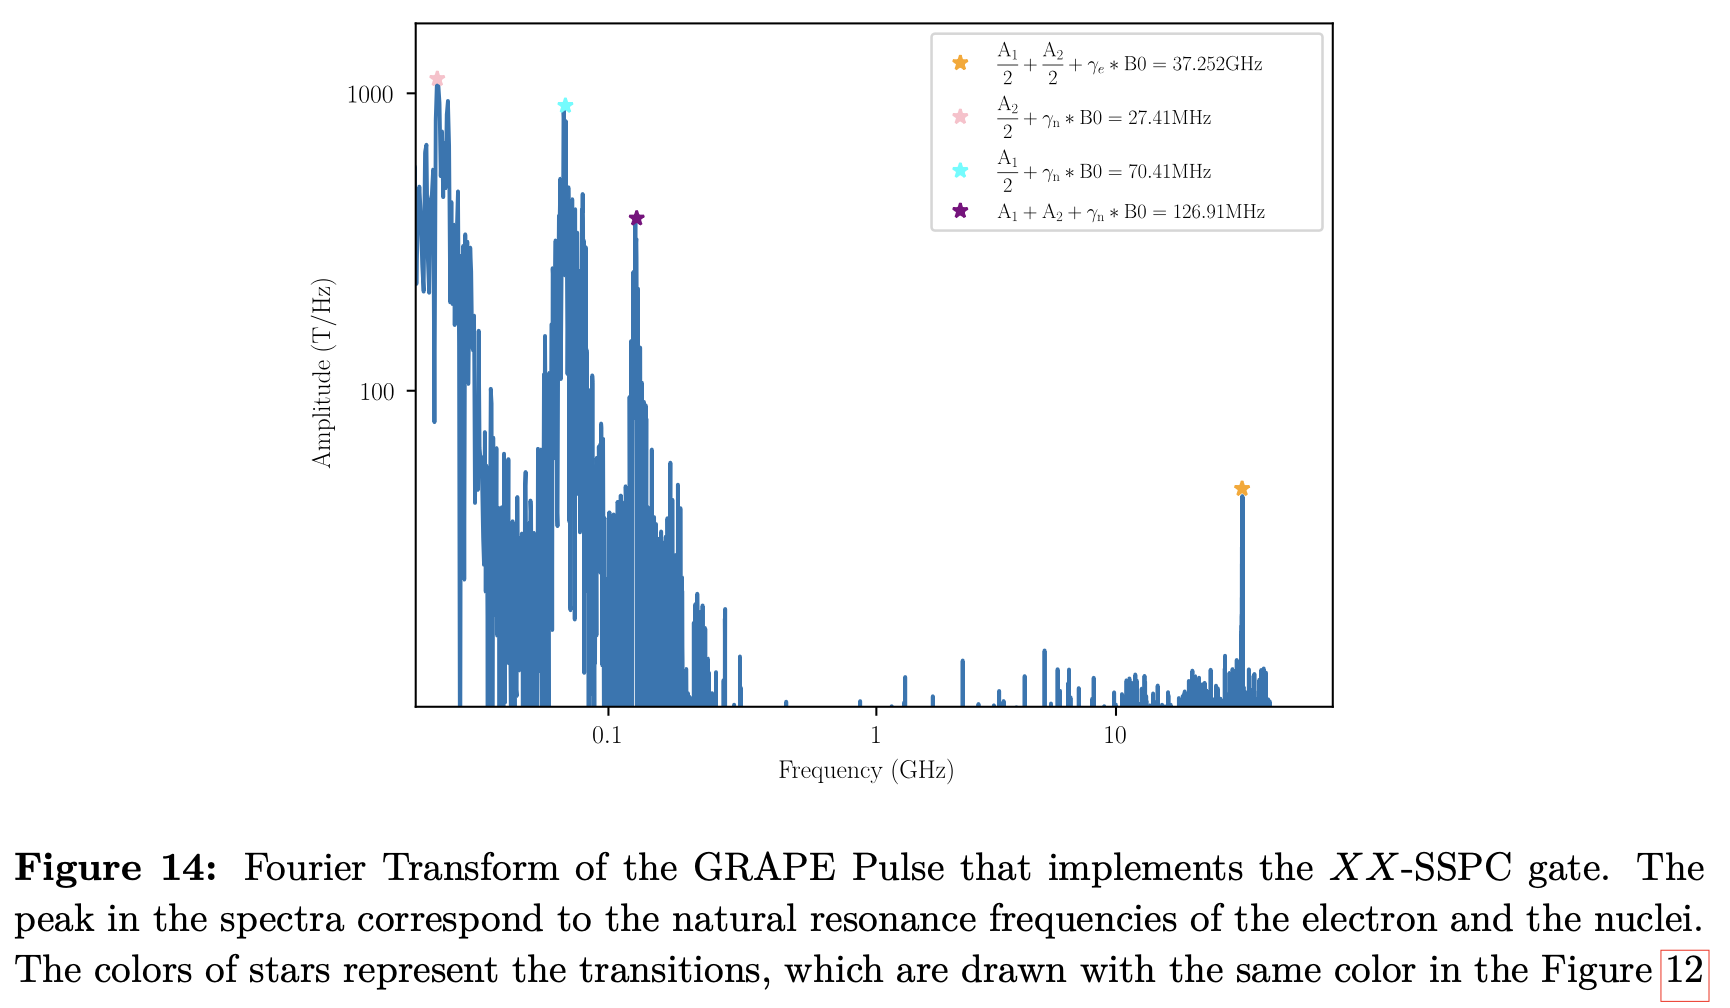 A₁/2 + A₂/2 + γₑ * B0 = 37.252GHz
A₂/2 + γₙ * B0 = 27.41MHz
A₁/2 + γₙ * B0 = 70.41MHz
A₁ + A₂ + γₙ * B0 = 126.91MHz
1000
100
Amplitude (T/Hz)
0.1 1 10
Frequency (GHz)
Figure 14: Fourier Transform of the GRAPE Pulse that implements the XX-SSPC gate. The
peak in the spectra correspond to the natural resonance frequencies of the electron and the nuclei.
The colors of stars represent the transitions, which are drawn with the same color in the Figure 12